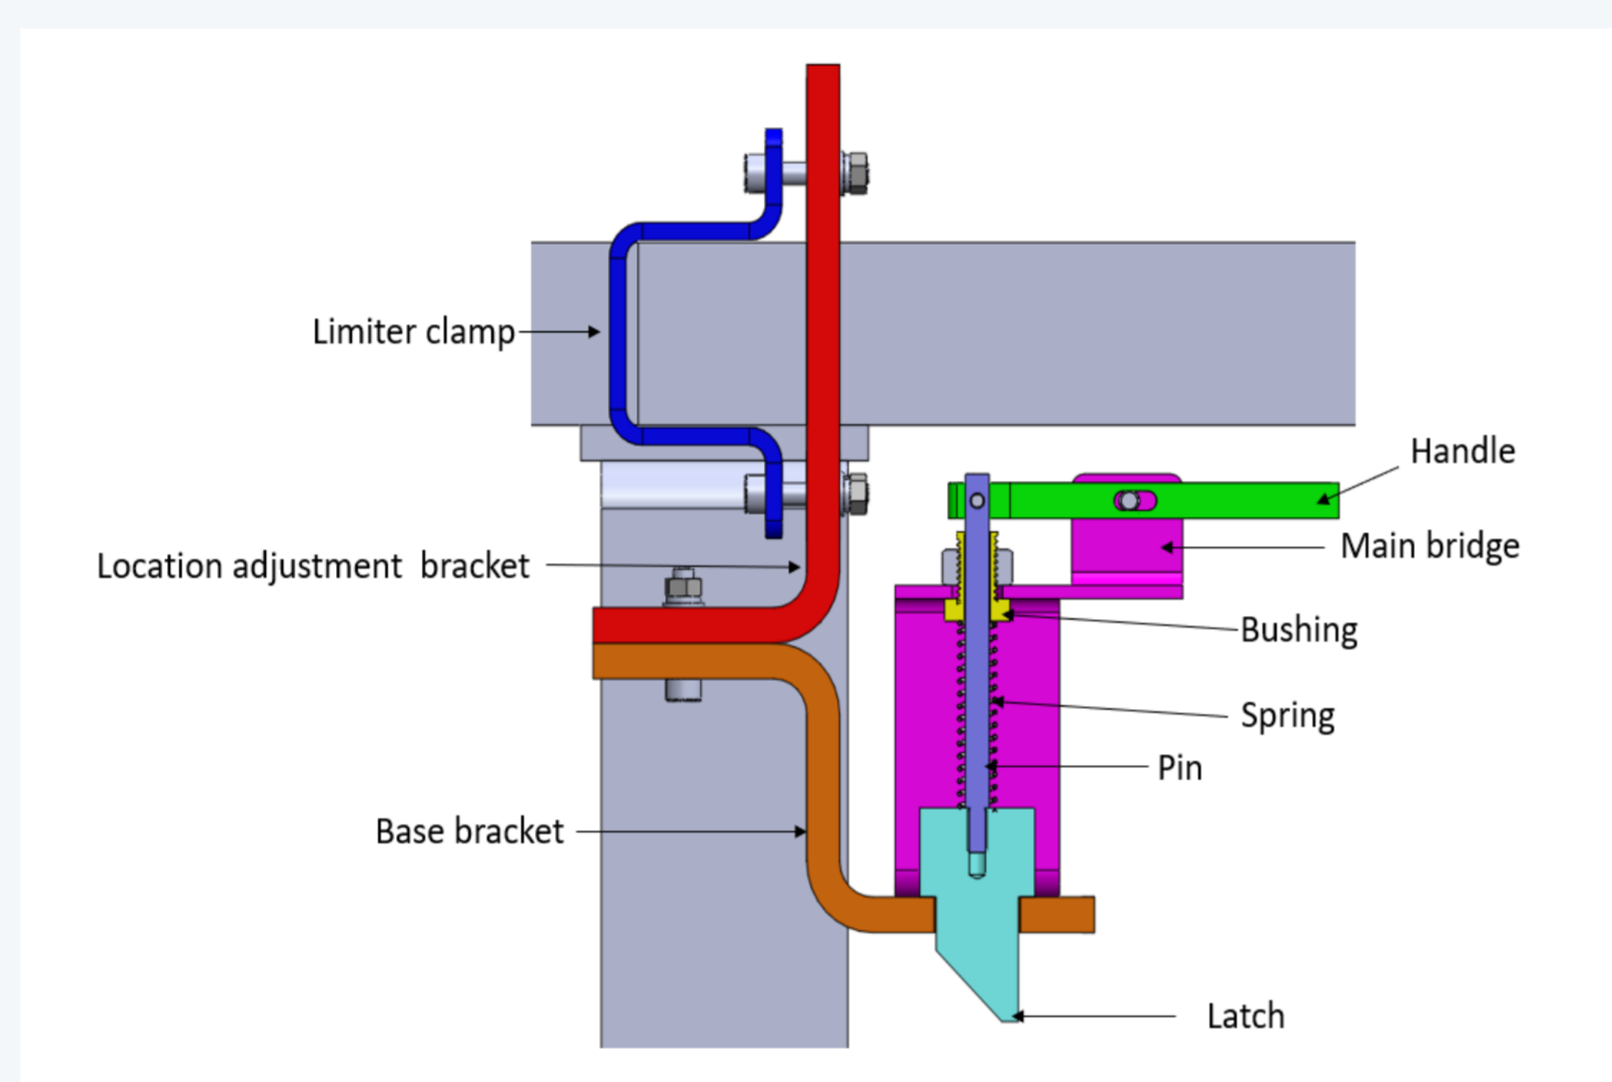 Limiter clamp
Handle
Main bridge
Location adjustment  bracket
Bushing
Spring
Pin
Base bracket
Latch